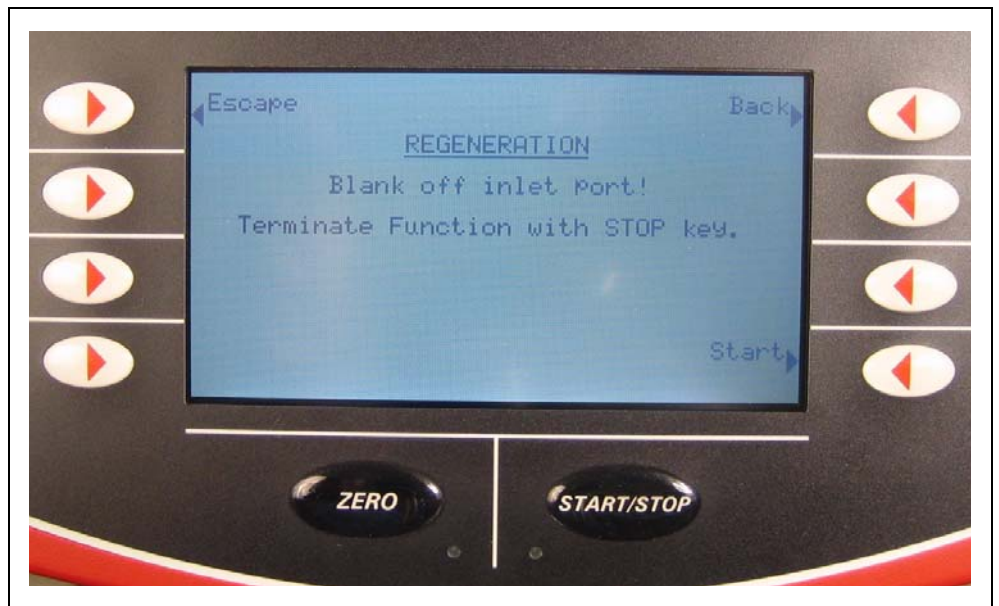 Escape Back
REGENERATION
Blank off inlet port!
Terminate Function with STOP key.
Start
ZERO START/STOP